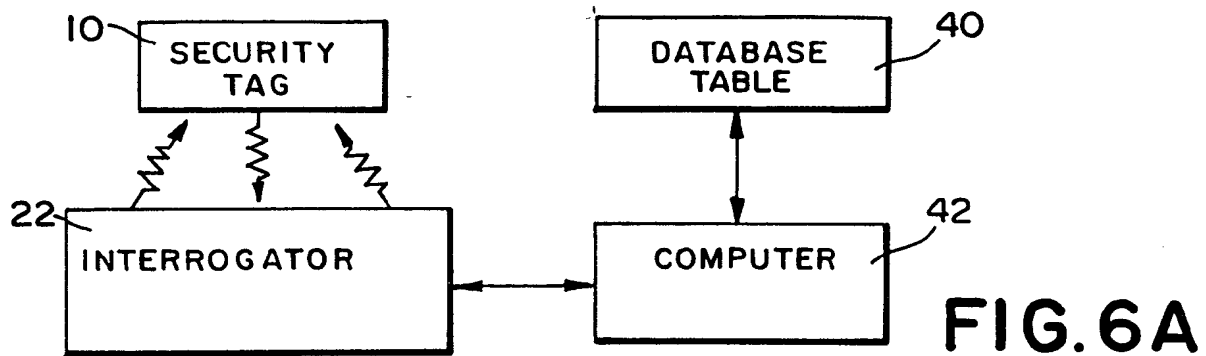 10
SECURITY
TAG
DATABASE
TABLE
40
22
INTERROGATOR
COMPUTER
42
FIG.6A